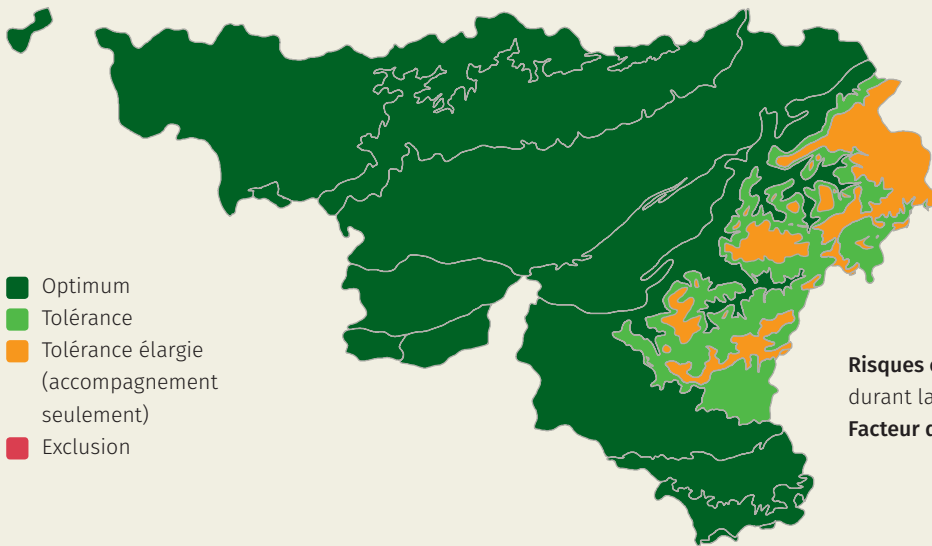 Optimum
Tolérance
Tolérance élargie
(accompagnement
seulement)
Exclusion
Risques
durant la
Facteur